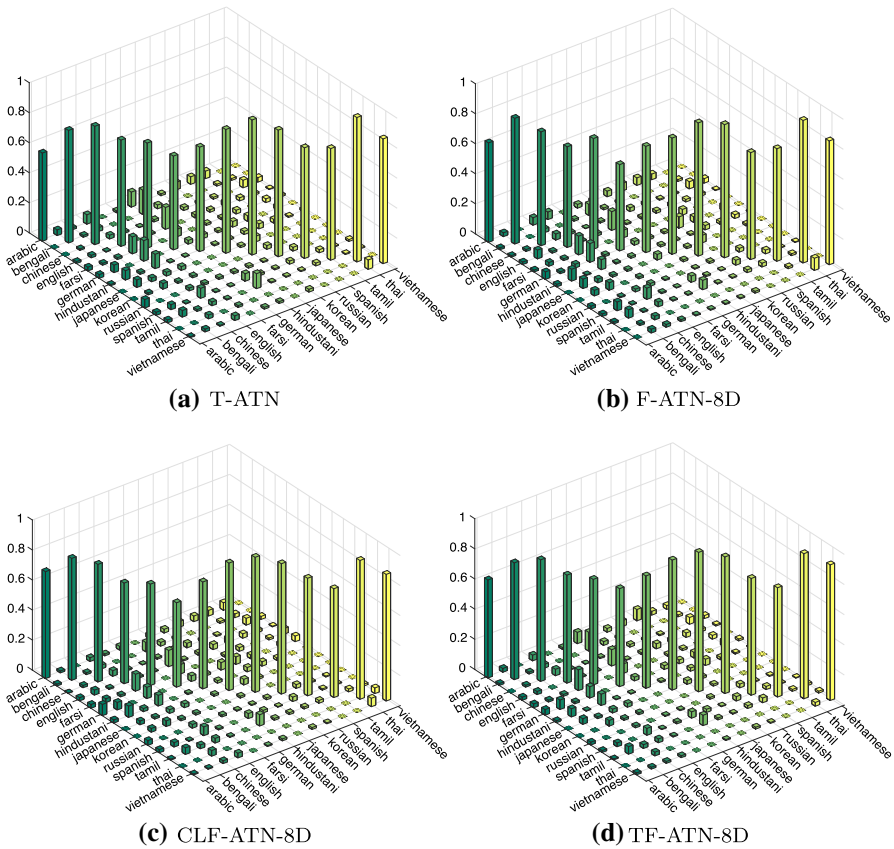 1
0.8
0.6
0.4
0.2
0
arabic
bengali
chinese
english
farsi
german
hindustani
japanese
korean
russian
spanish
tamil
thai
vietnamese
arabic
bengali
chinese
english
farsi
german
hindustani
japanese
korean
russian
spanish
tamil
thai
vietnamese
(a) T-ATN
1
0.8
0.6
0.4
0.2
0
arabic
bengali
chinese
english
farsi
german
hindustani
japanese
korean
russian
spanish
tamil
thai
vietnamese
arabic
bengali
chinese
english
farsi
german
hindustani
japanese
korean
russian
spanish
tamil
thai
vietnamese
(b) F-ATN-8D
1
0.8
0.6
0.4
0.2
0
arabic
bengali
chinese
english
farsi
german
hindustani
japanese
korean
russian
spanish
tamil
thai
vietnamese
arabic
bengali
chinese
english
farsi
german
hindustani
japanese
korean
russian
spanish
tamil
thai
vietnamese
(c) CLF-ATN-8D
1
0.8
0.6
0.4
0.2
0
arabic
bengali
chinese
english
farsi
german
hindustani
japanese
korean
russian
spanish
tamil
thai
vietnamese
arabic
bengali
chinese
english
farsi
german
hindustani
japanese
korean
russian
spanish
tamil
thai
vietnamese
(d) TF-ATN-8D